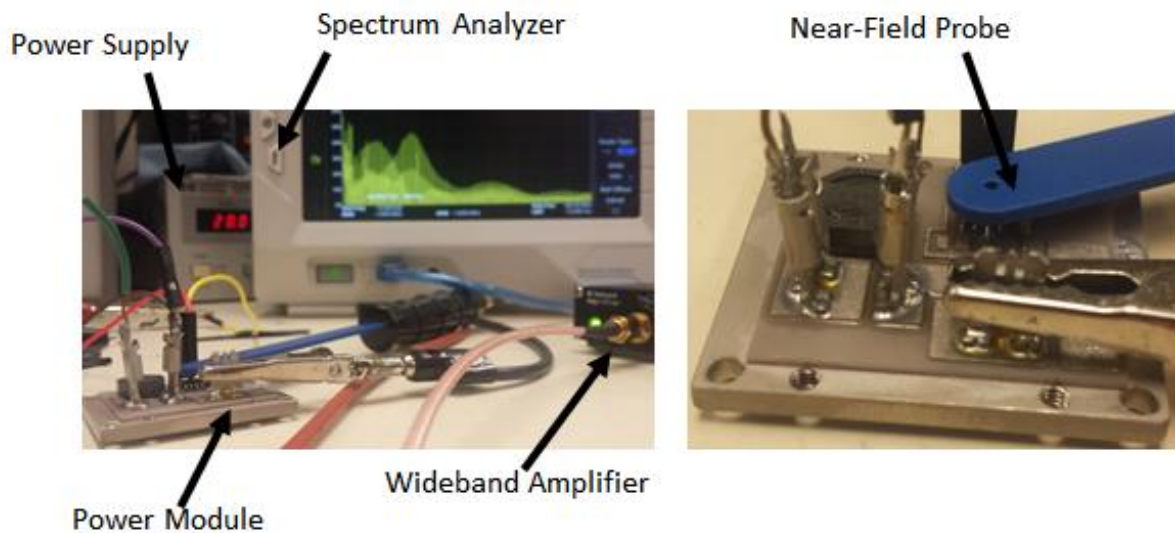 Spectrum Analyzer
Power Supply
Near-Field Probe
Wideband Amplifier
Power Module